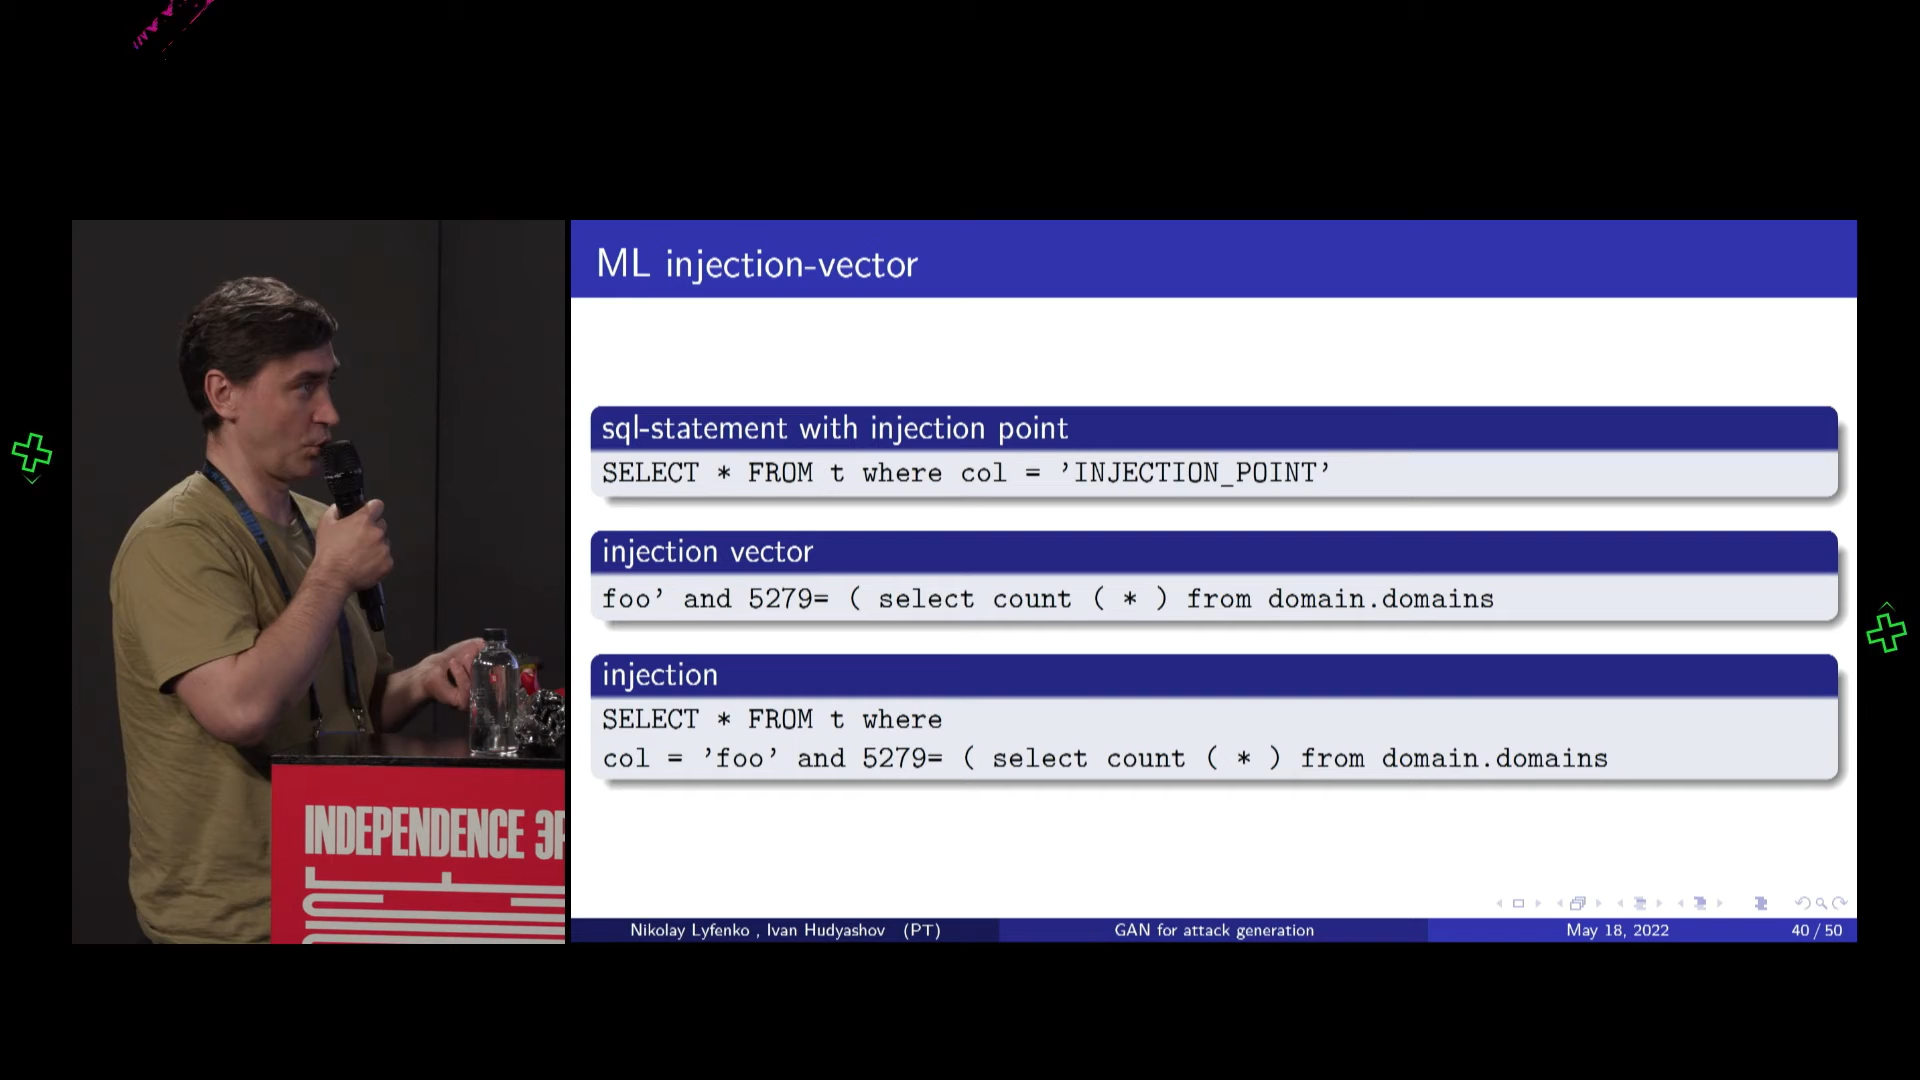 ML injection-vector
sql-statement with injection point
SELECT * FROM t where col = ’INJECTION_POINT’
injection vector
foo’ and 5279= ( select count ( * ) from domain.domains
injection
SELECT * FROM t where
col = ’foo’ and 5279= ( select count ( * ) from domain.domains
INDEPENDENCE
Nikolay Lyfenko , Ivan Hudyashov (PT)
GAN for attack generation
May 18, 2022
40 / 50